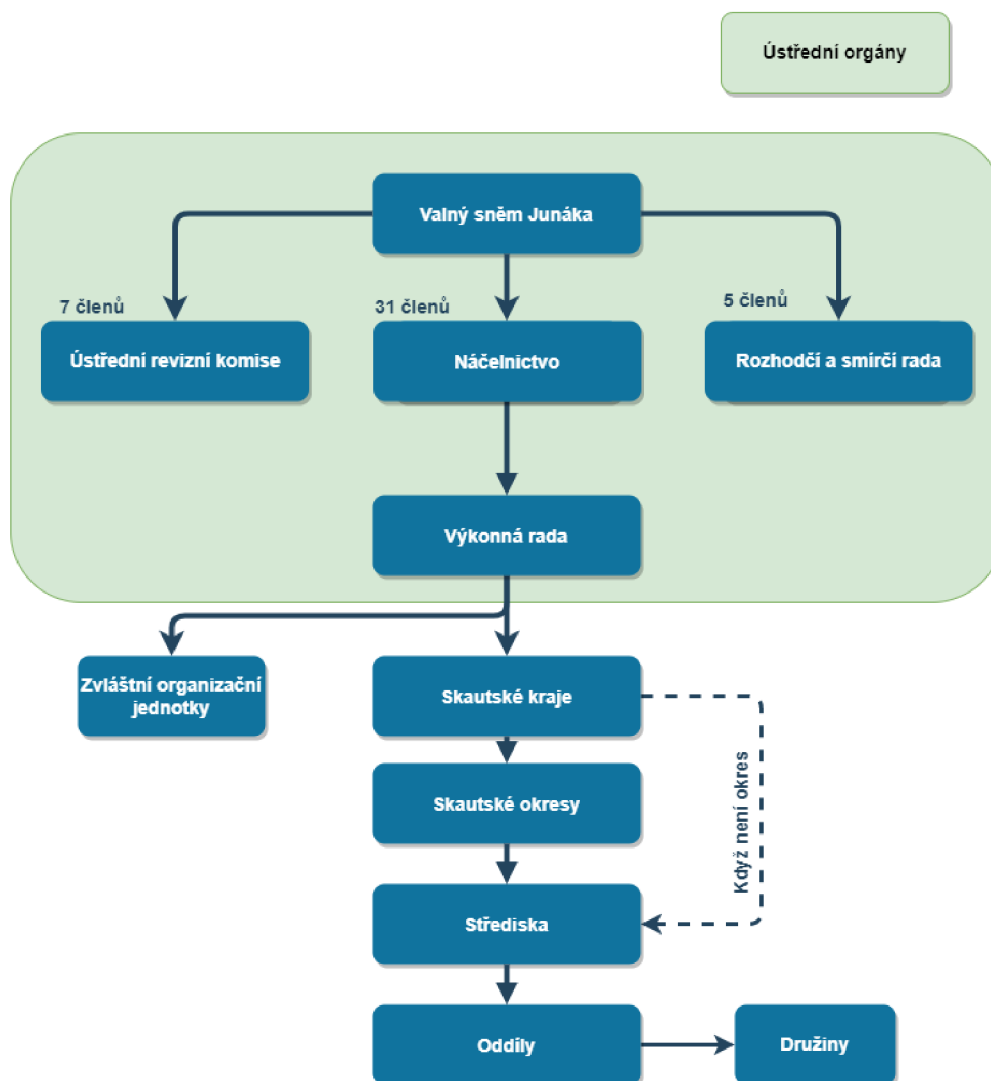 Ústřední orgány
Valný sněm Junáka
7 členů
31 členů
5 členů
Ústřední revizní komise
Náčelnictvo
Rozhodčí a smírčí rada
Výkonná rada
Zvláštní organizační
jednotky
Skautské kraje
Když není okres
Skautské okresy
Střediska
Oddíly
Družiny